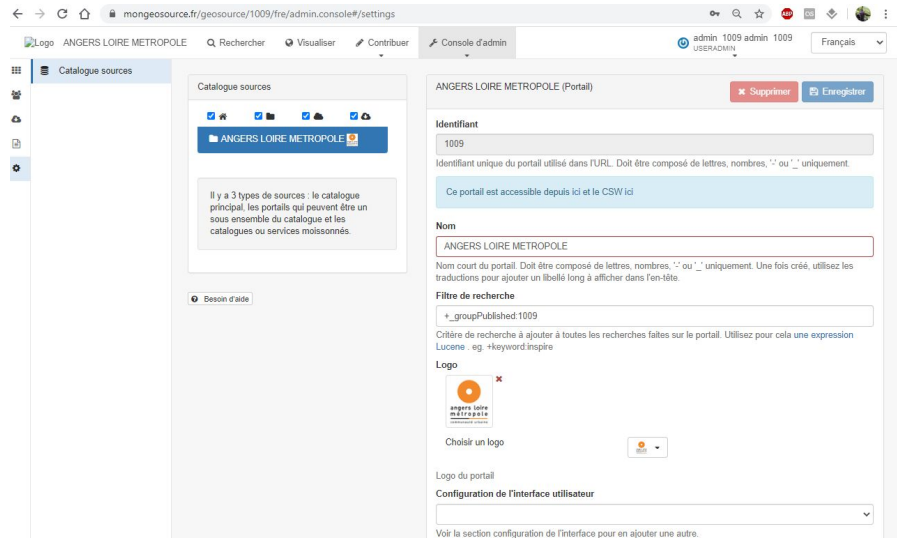 mongeosource.fr/geosource/1009/fre/admin.console#/settings
Logo ANGERS LOIRE METROPOLE Rechercher Visualiser Contribuer Console d'admin admin 1009 admin 1009 Français
USERADMIN
Catalogue sources
Catalogue sources
ANGERS LOIRE METROPOLE
Il y a 3 types de sources : le catalogue
principal, les portails qui peuvent être un
sous ensemble du catalogue et les
catalogues ou services moissonnés.
Besoin d'aide
ANGERS LOIRE METROPOLE (Portail) Supprimer Enregistrer
Identifiant
1009
Identifiant unique du portail utilisé dans l'URL. Doit être composé de lettres, nombres, '-' ou '_' uniquement.
Ce portail est accessible depuis ici et le CSW ici
Nom
ANGERS LOIRE METROPOLE
Nom court du portail. Doit être composé de lettres, nombres, '-' ou '_' uniquement. Une fois créé, utilisez les
traductions pour ajouter un libellé long à afficher dans l'en-tête.
Filtre de recherche
+_groupPublished:1009
Critère de recherche à ajouter à toutes les recherches faites sur le portail. Utilisez pour cela une expression
Lucene . eg. +keyword:inspire
Logo
angers Loire
métropole
communauté urbaine
Choisir un logo
Logo du portail
Configuration de l'interface utilisateur
Voir la section configuration de l'interface pour en ajouter une autre.